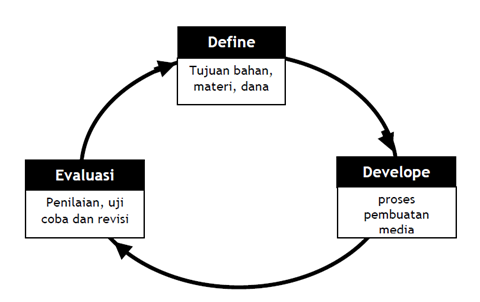 Define
Tujuan bahan,
materi, dana
Evaluasi
Penilaian, uji
coba dan revisi
Develope
proses
pembuatan
media